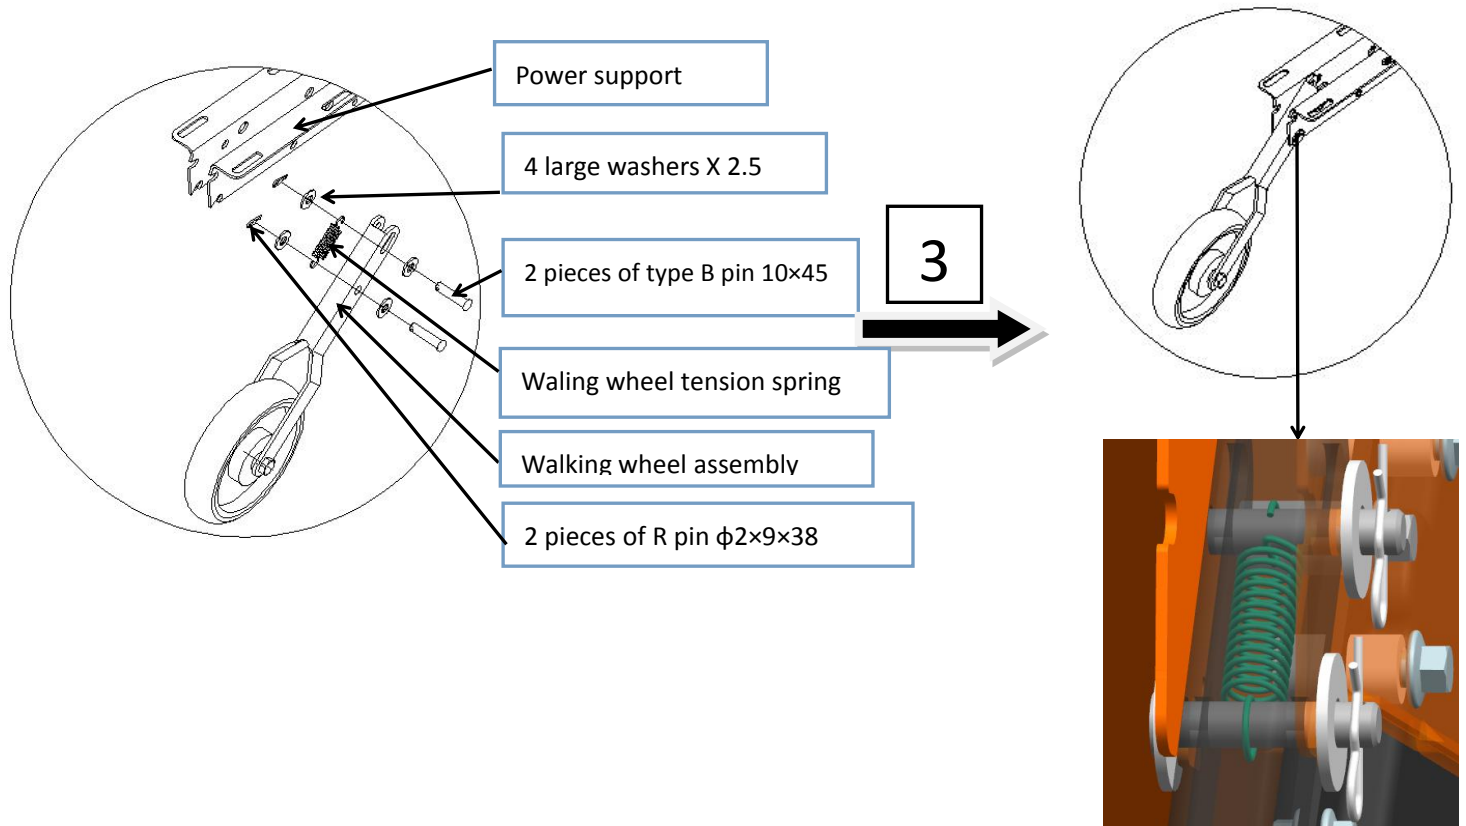 Power support
4 large washers X 2.5
2 pieces of type B pin 10×45
3
Waling wheel tension spring
Walking wheel assembly
2 pieces of R pin ф2×9×38